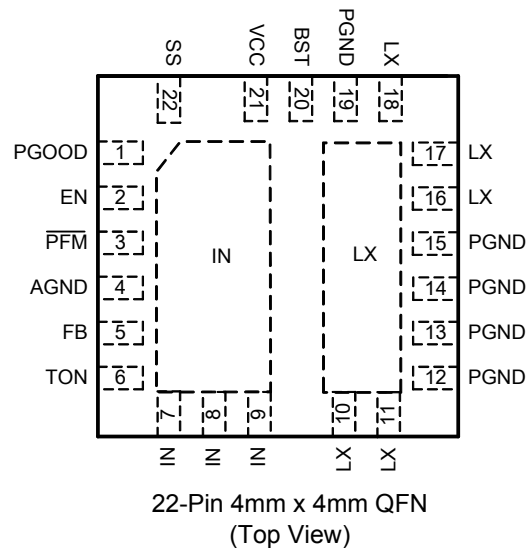 SS
VCC
BST
PGND
LX
22
21
20
19
18
PGOOD 1
17 LX
EN 2
16 LX
PFM 3
15 PGND
AGND 4
IN
LX
14 PGND
FB 5
13 PGND
TON 6
12 PGND
7
8
9
10
11
IN
IN
IN
LX
LX
22-Pin 4mm x 4mm QFN
(Top View)